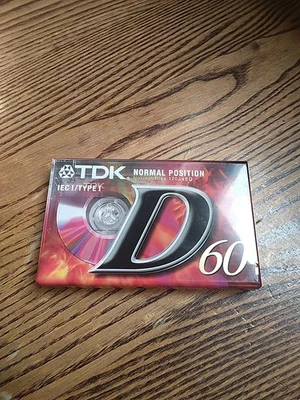 TDK
NORMAL POSITION
IEC I/TYPE I
D
60